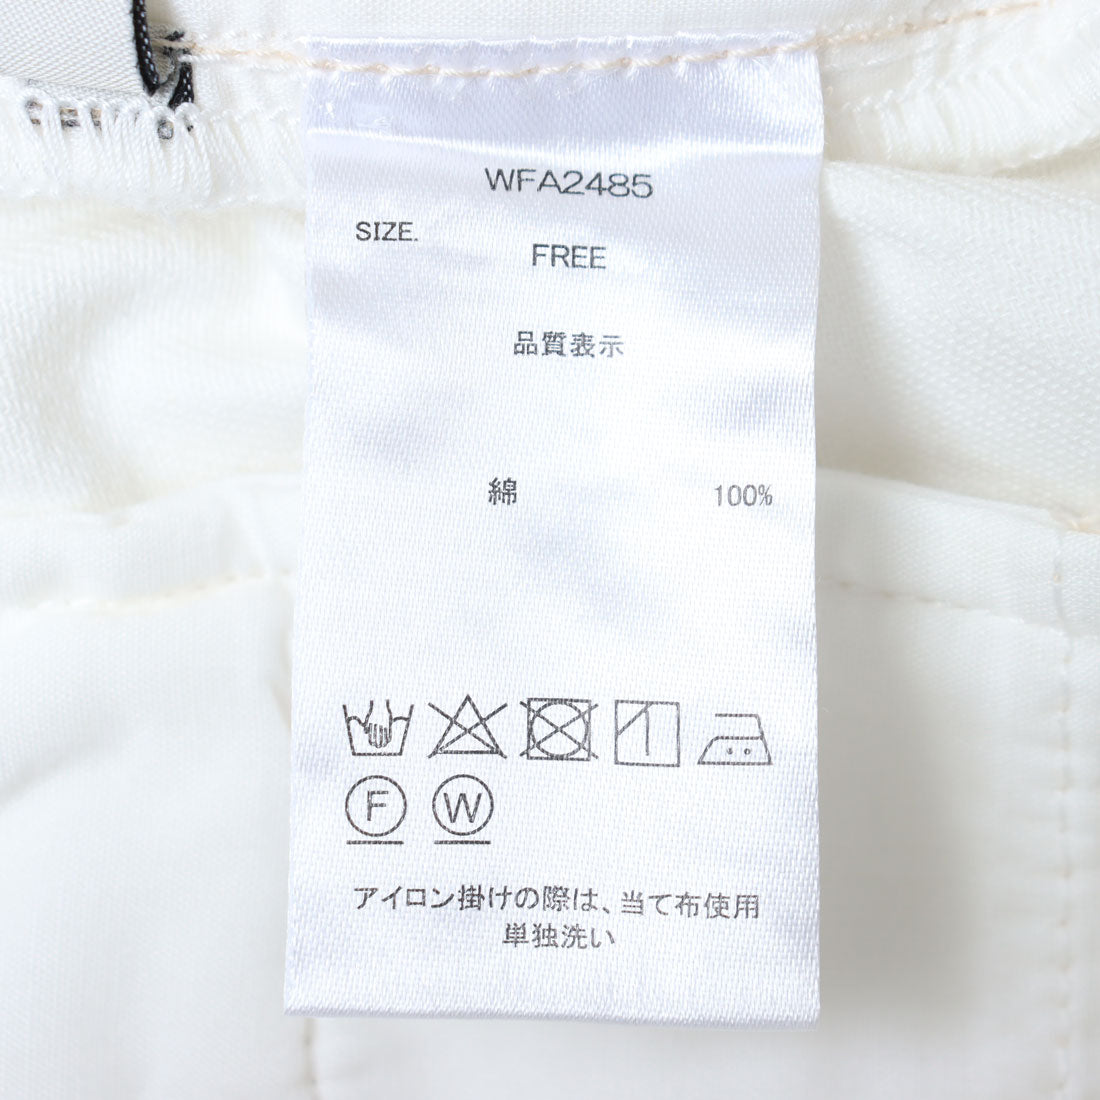 WFA2485
SIZE.
FREE
品質表示
綿 100%
F W
アイロン掛けの際は、当て布使用
単独洗い